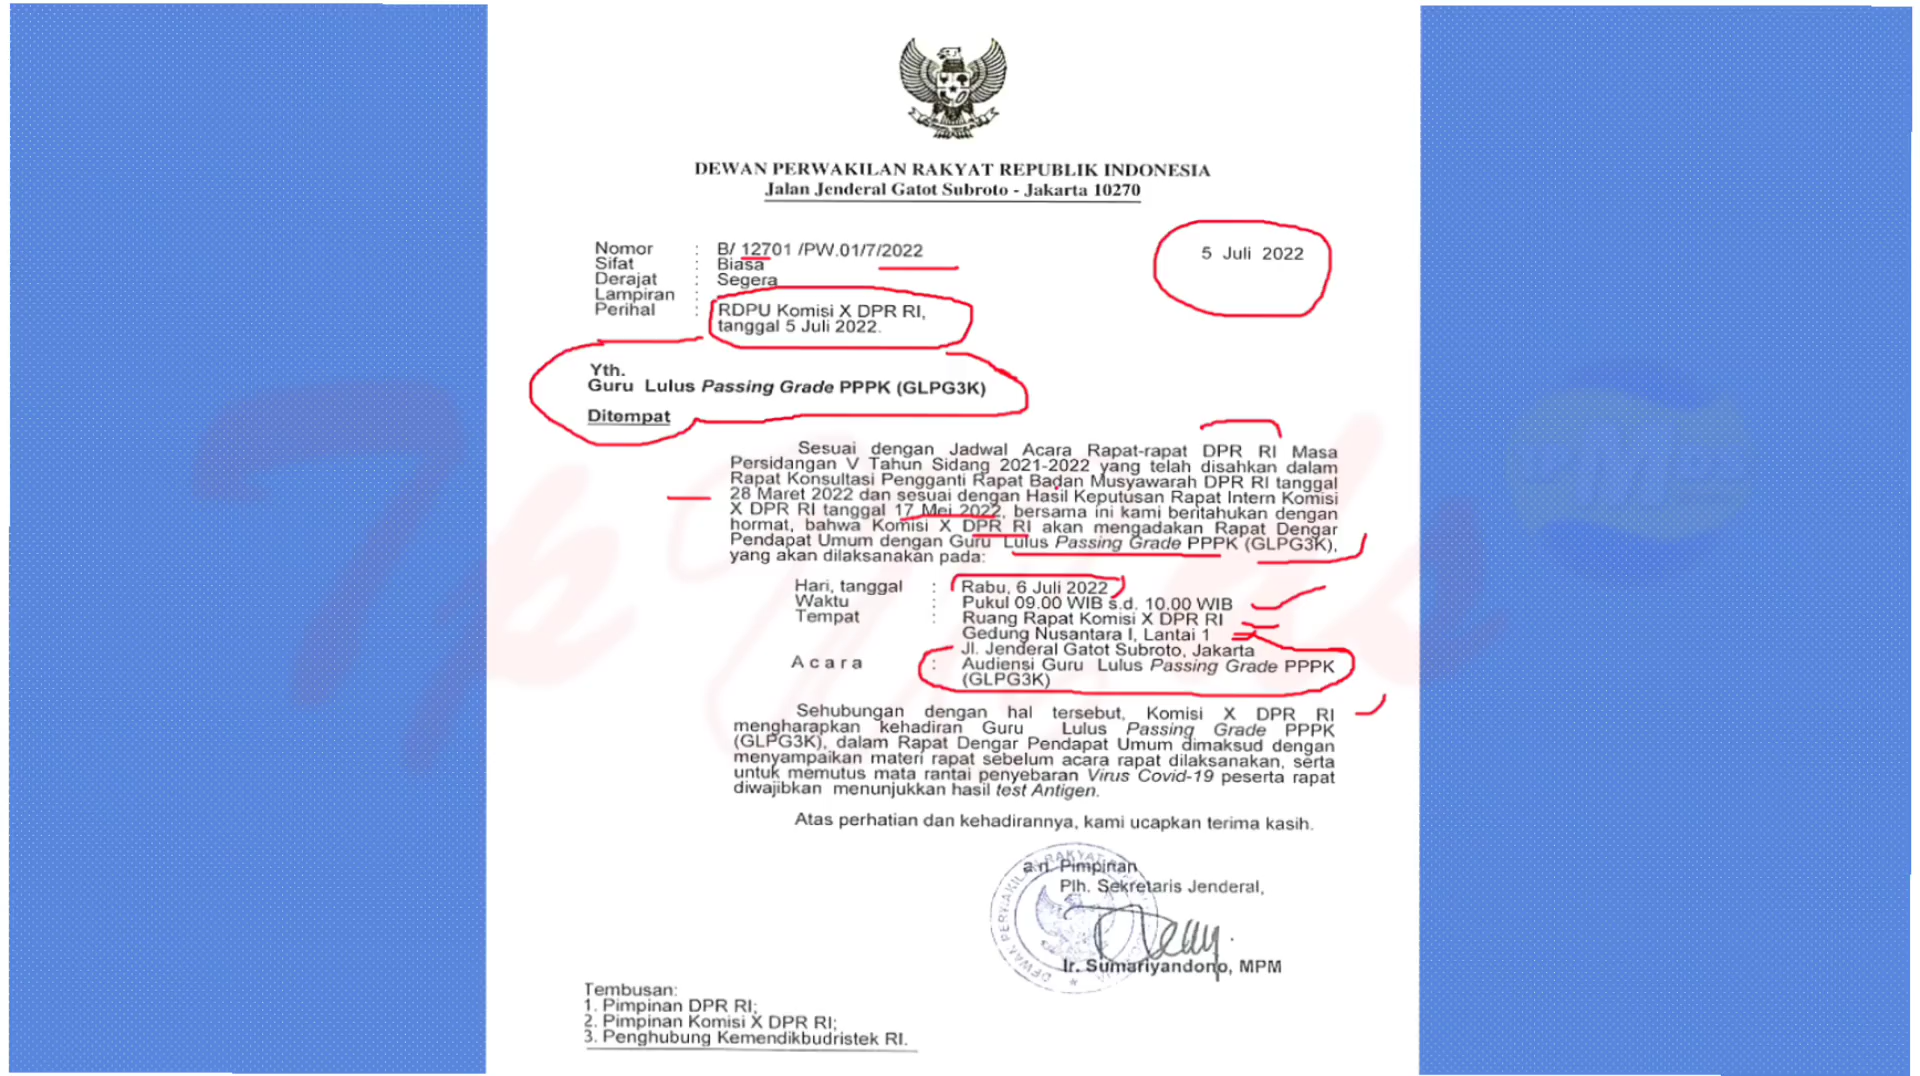 DEWAN PERWAKILAN RAKYAT REPUBLIK INDONESIA
Jalan Jenderal Gatot Subroto - Jakarta 10270
5 Juli 2022
Nomor : B/ 12701 /PW.01/7/2022
Sifat : Biasa
Derajat : Segera
Lampiran :
Perihal : RDPU Komisi X DPR RI,
tanggal 5 Juli 2022.
Yth.
Guru Lulus Passing Grade PPPK (GLPG3K)
Ditempat
Sesuai dengan Jadwal Acara Rapat-rapat DPR RI Masa
Persidangan V Tahun Sidang 2021-2022 yang telah disahkan dalam
Rapat Konsultasi Pengganti Rapat Badan Musyawarah DPR RI tanggal
28 Maret 2022 dan sesuai dengan Hasil Keputusan Rapat Intern Komisi
X DPR RI tanggal 17 Mei 2022, bersama ini kami beritahukan dengan
hormat, bahwa Komisi X DPR RI akan mengadakan Rapat Dengar
Pendapat Umum dengan Guru Lulus Passing Grade PPPK (GLPG3K),
yang akan dilaksanakan pada:
Hari, tanggal : Rabu, 6 Juli 2022
Waktu : Pukul 09.00 WIB s.d. 10.00 WIB
Tempat : Ruang Rapat Komisi X DPR RI
Gedung Nusantara I, Lantai 1
Jl. Jenderal Gatot Subroto, Jakarta
Acara : Audiensi Guru Lulus Passing Grade PPPK
(GLPG3K)
Sehubungan dengan hal tersebut, Komisi X DPR RI
mengharapkan kehadiran Guru Lulus Passing Grade PPPK
(GLPG3K), dalam Rapat Dengar Pendapat Umum dimaksud dengan
menyampaikan materi rapat sebelum acara rapat dilaksanakan, serta
untuk memutus mata rantai penyebaran Virus Covid-19 peserta rapat
diwajibkan menunjukkan hasil test Antigen.
Atas perhatian dan kehadirannya, kami ucapkan terima kasih.
a.n. Pimpinan
Plh. Sekretaris Jenderal,
Ir. Sumariyandono, MPM
Tembusan:
1. Pimpinan DPR RI;
2. Pimpinan Komisi X DPR RI;
3. Penghubung Kemendikbudristek RI.